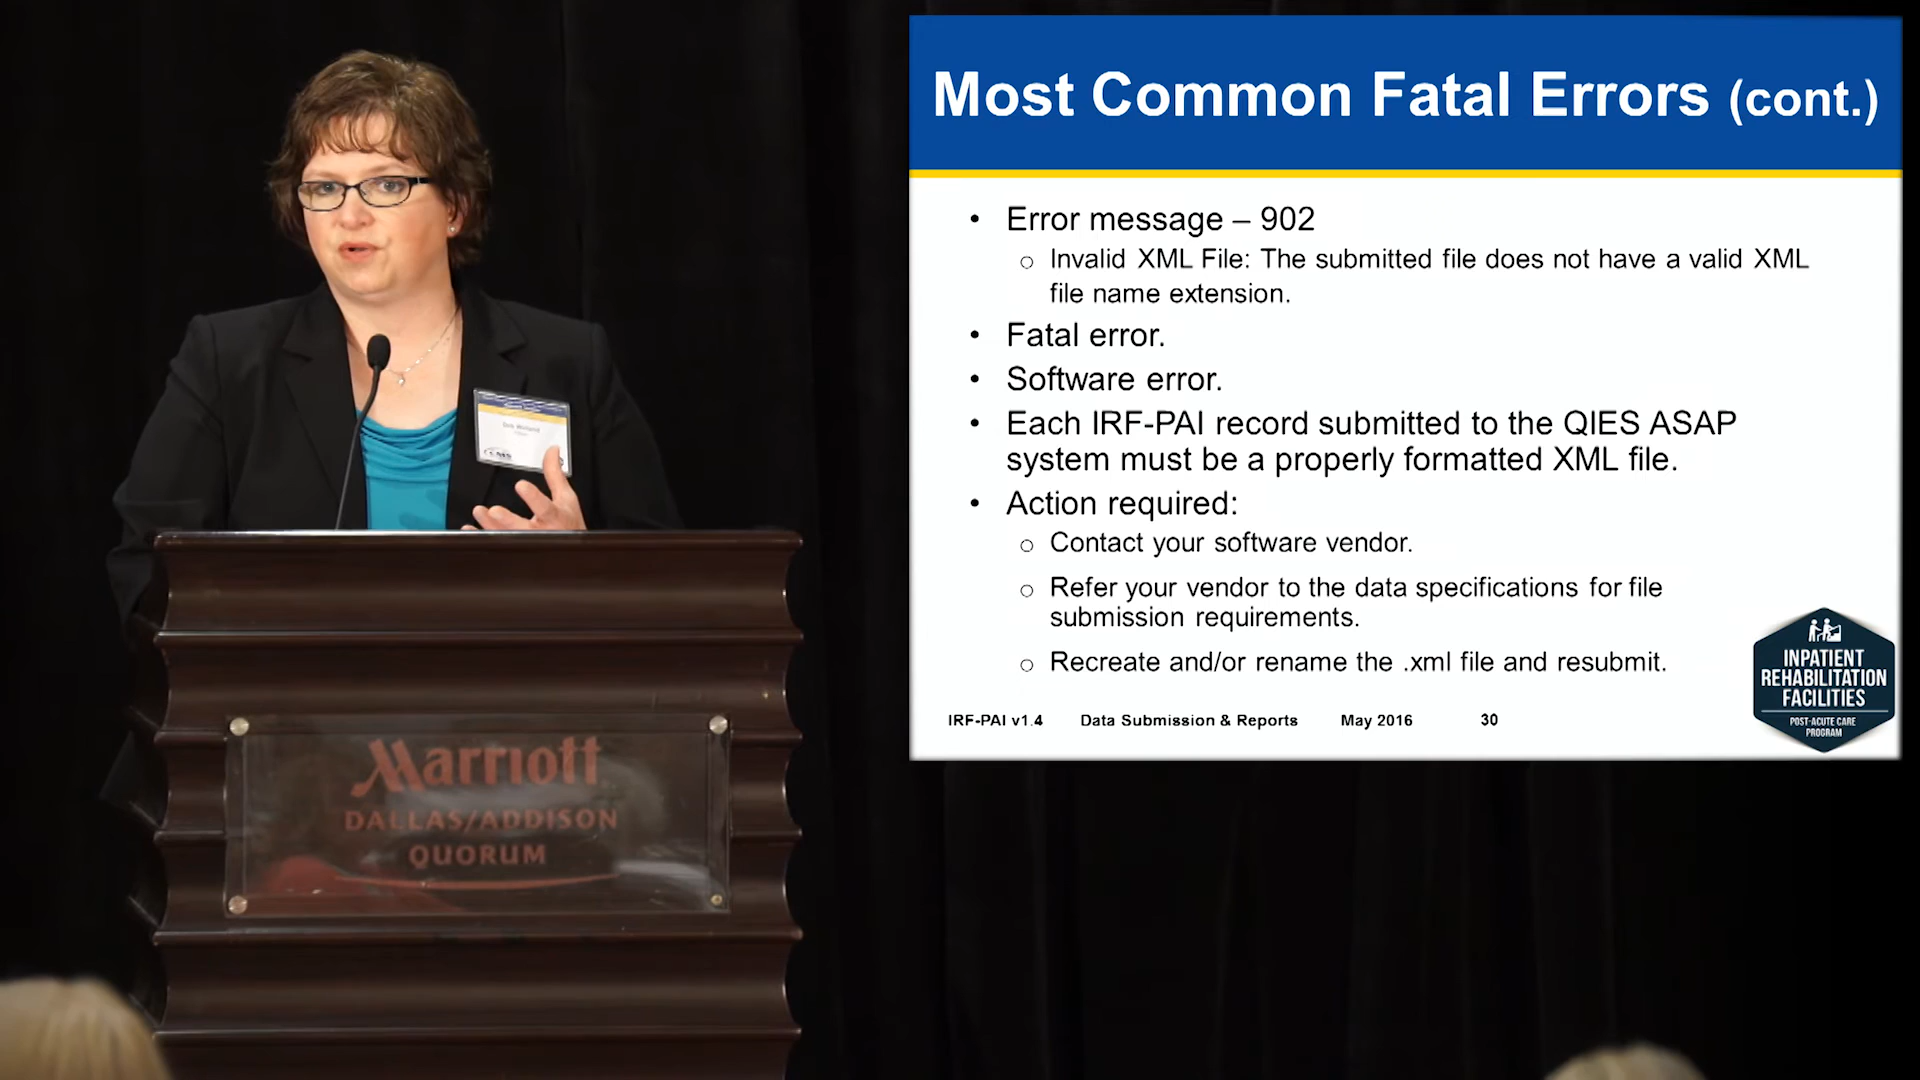 Most Common Fatal Errors (cont.)
• Error message – 902
○ Invalid XML File: The submitted file does not have a valid XML
file name extension.
• Fatal error.
• Software error.
• Each IRF-PAI record submitted to the QIES ASAP
system must be a properly formatted XML file.
• Action required:
○ Contact your software vendor.
○ Refer your vendor to the data specifications for file
submission requirements.
○ Recreate and/or rename the .xml file and resubmit.
IRF-PAI v1.4 Data Submission & Reports May 2016 30
INPATIENT
REHABILITATION
FACILITIES
POST-ACUTE CARE
PROGRAM
Marriott
DALLAS/ADDISON
QUORUM